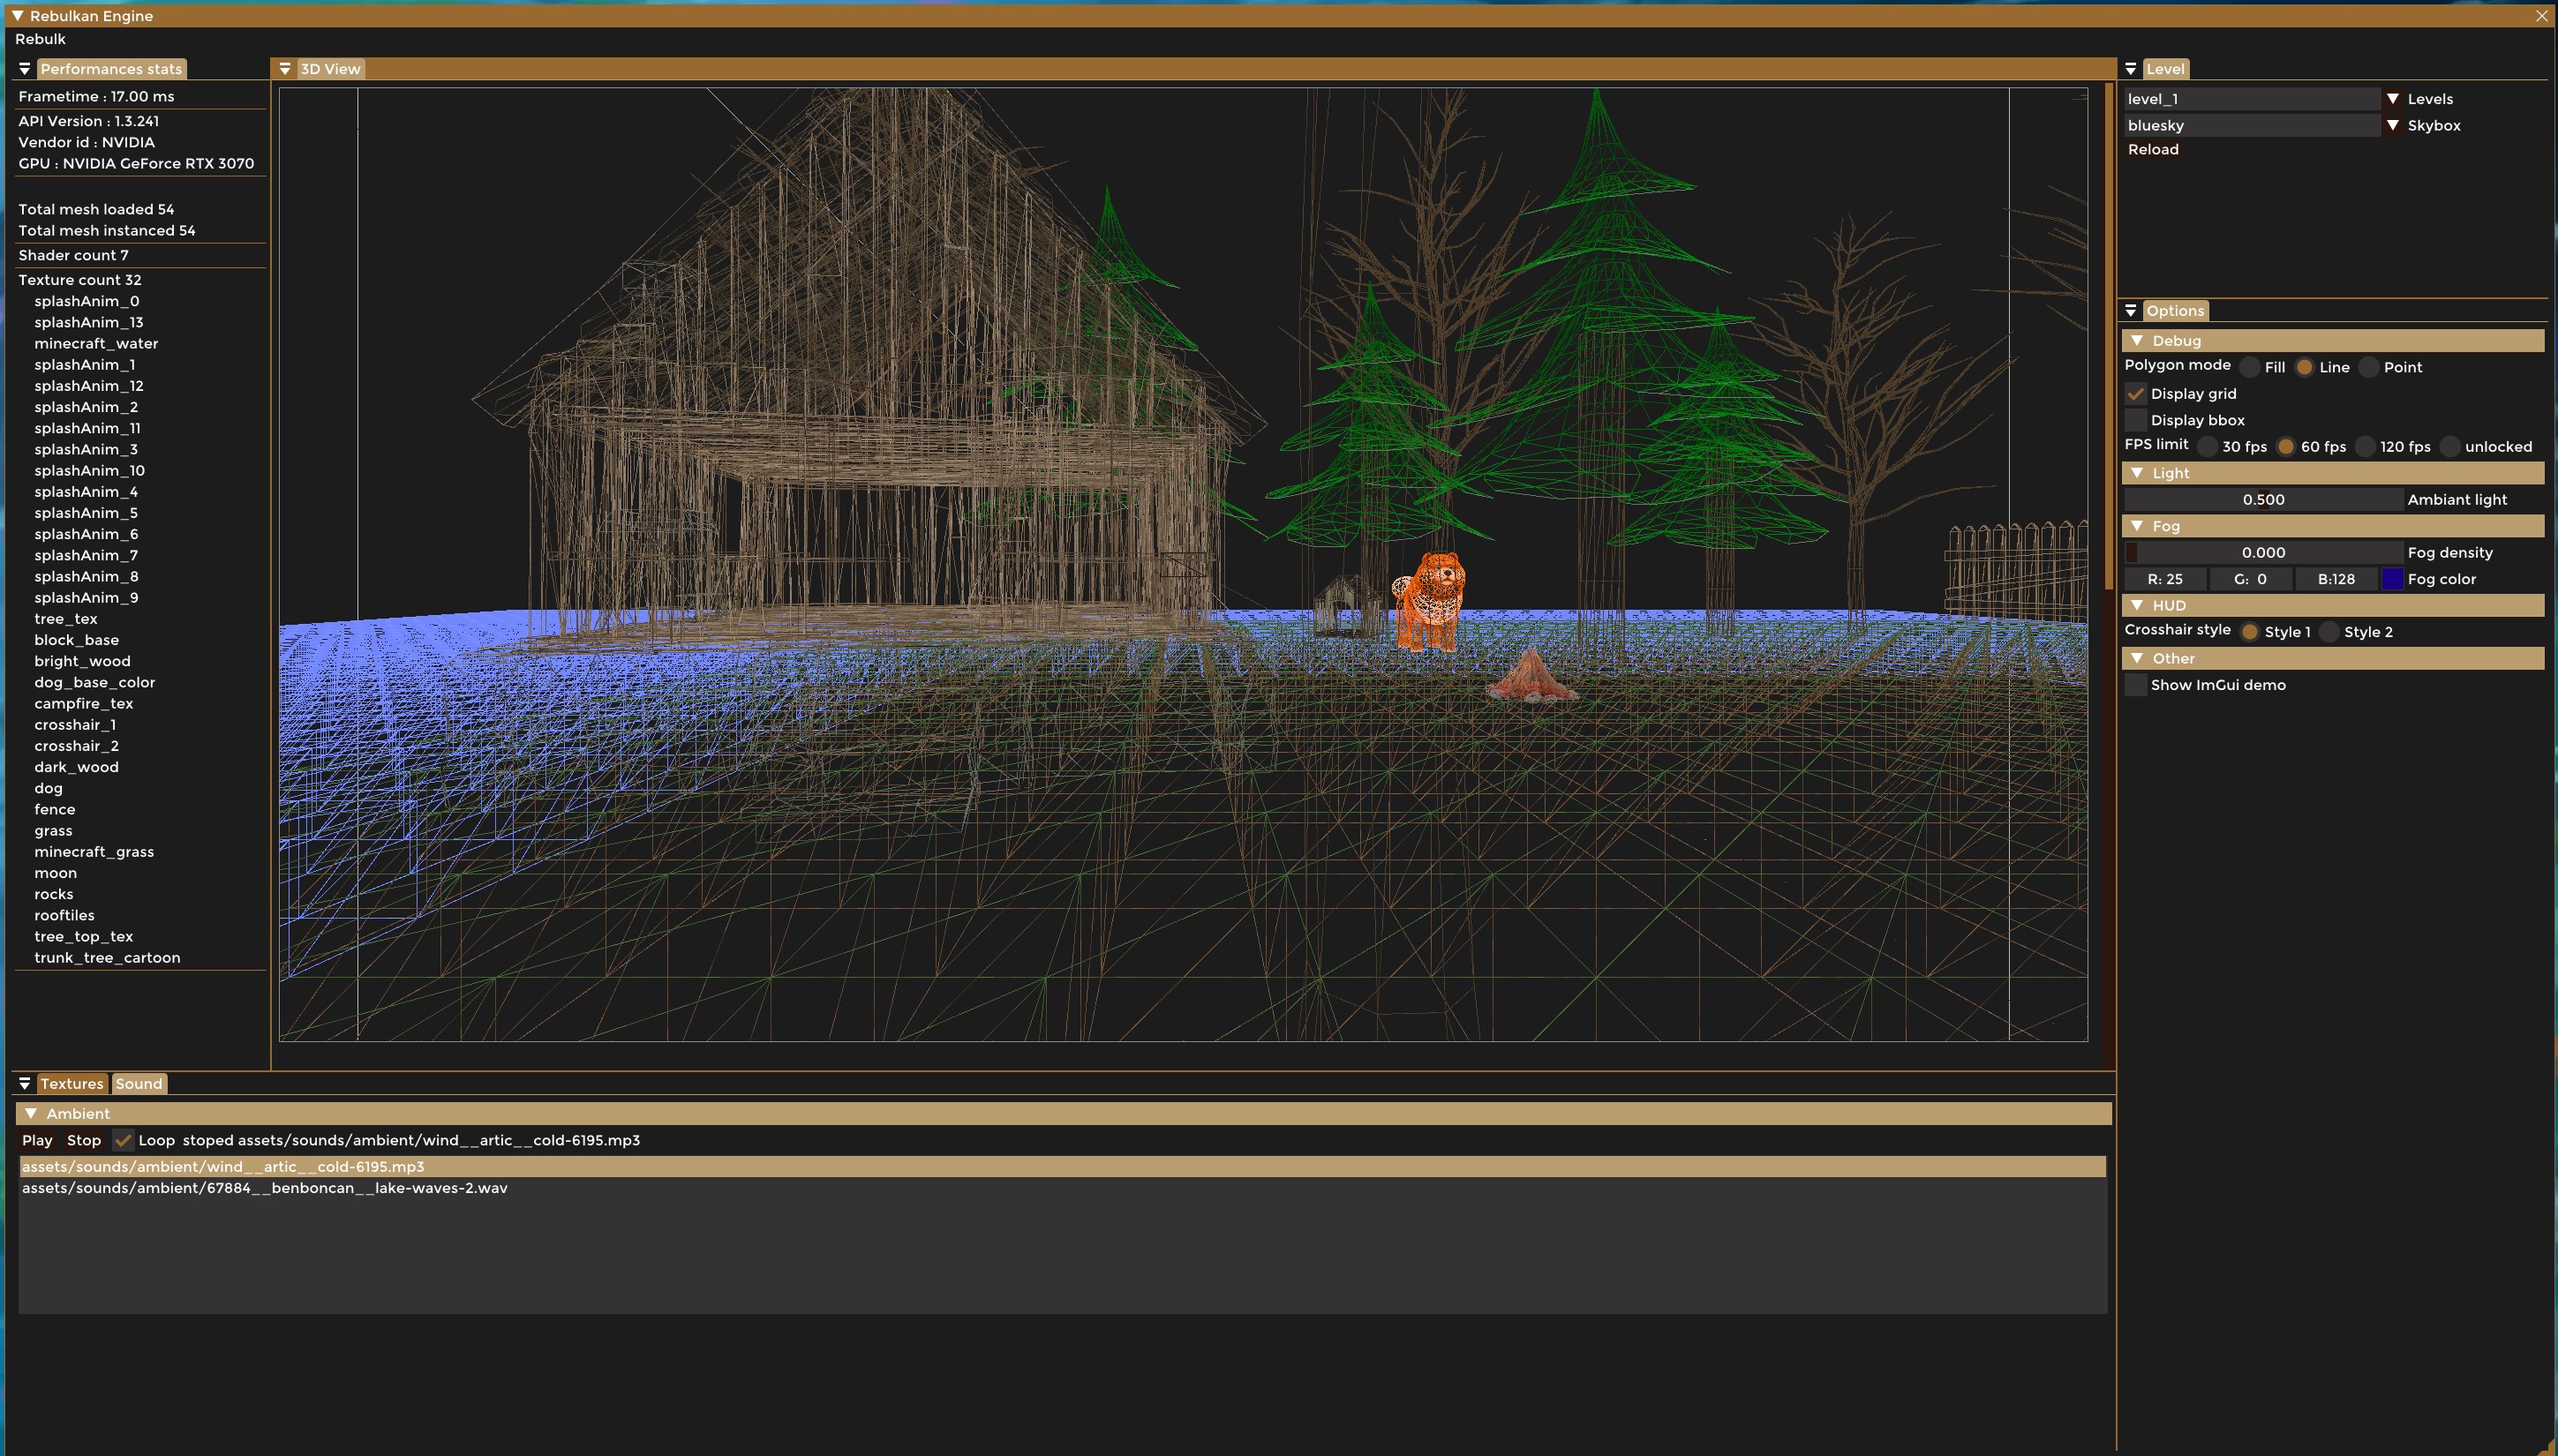 Rebulkan Engine
Rebulk
Performances stats
Frametime : 17.00 ms
API Version : 1.3.241
Vendor id : NVIDIA
GPU : NVIDIA GeForce RTX 3070
Total mesh loaded 54
Total mesh instanced 54
Shader count 7
Texture count 32
splashAnim_0
splashAnim_13
minecraft_water
splashAnim_1
splashAnim_12
splashAnim_2
splashAnim_11
splashAnim_3
splashAnim_10
splashAnim_4
splashAnim_5
splashAnim_6
splashAnim_7
splashAnim_8
splashAnim_9
tree_tex
block_base
bright_wood
dog_base_color
campfire_tex
crosshair_1
crosshair_2
dark_wood
dog
fence
grass
minecraft_grass
moon
rocks
rooftiles
tree_top_tex
trunk_tree_cartoon
3D View
Level
level_1 Levels
bluesky Skybox
Reload
Options
Debug
Polygon mode Fill Line Point
Display grid
Display bbox
FPS limit 30 fps 60 fps 120 fps unlocked
Light
0.500 Ambiant light
Fog
0.000 Fog density
R: 25 G: 0 B:128 Fog color
HUD
Crosshair style Style 1 Style 2
Other
Show ImGui demo
Textures Sound
Ambient
Play Stop Loop stoped assets/sounds/ambient/wind__artic__cold-6195.mp3
assets/sounds/ambient/wind__artic__cold-6195.mp3
assets/sounds/ambient/67884__benboncan__lake-waves-2.wav